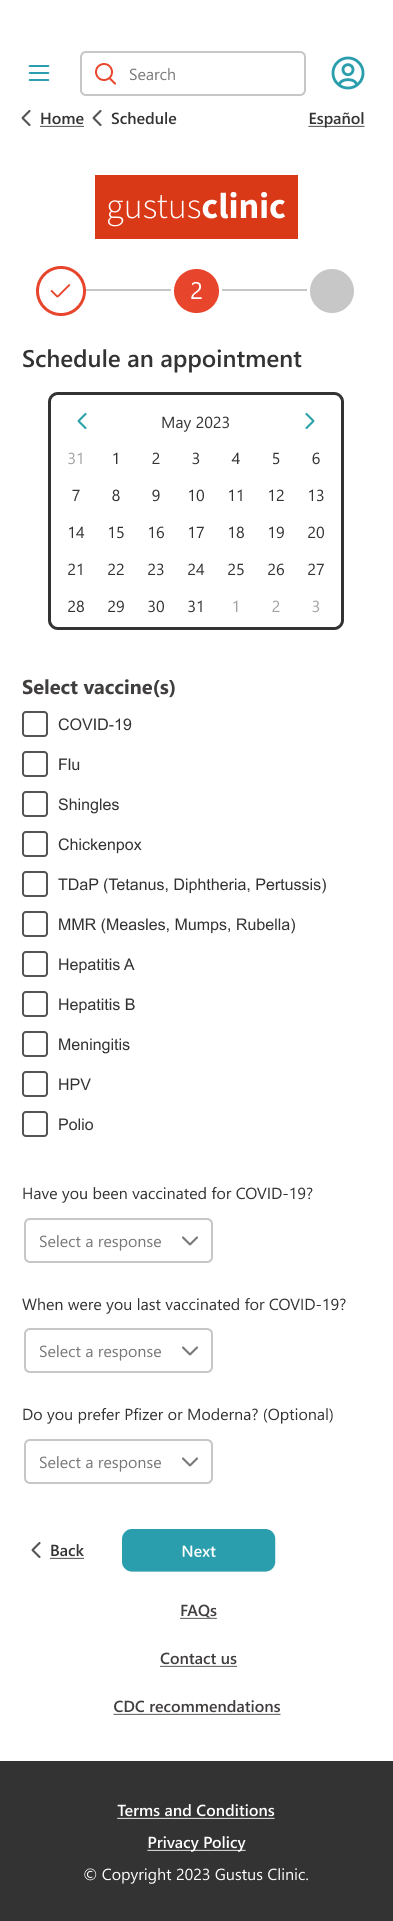 Search
Home Schedule Español
gustusclinic
2
Schedule an appointment
May 2023
31 1 2 3 4 5 6
7 8 9 10 11 12 13
14 15 16 17 18 19 20
21 22 23 24 25 26 27
28 29 30 31 1 2 3
Select vaccine(s)
COVID-19
Flu
Shingles
Chickenpox
TDaP (Tetanus, Diphtheria, Pertussis)
MMR (Measles, Mumps, Rubella)
Hepatitis A
Hepatitis B
Meningitis
HPV
Polio
Have you been vaccinated for COVID-19?
Select a response
When were you last vaccinated for COVID-19?
Select a response
Do you prefer Pfizer or Moderna? (Optional)
Select a response
Back Next
FAQs
Contact us
CDC recommendations
Terms and Conditions
Privacy Policy
© Copyright 2023 Gustus Clinic.